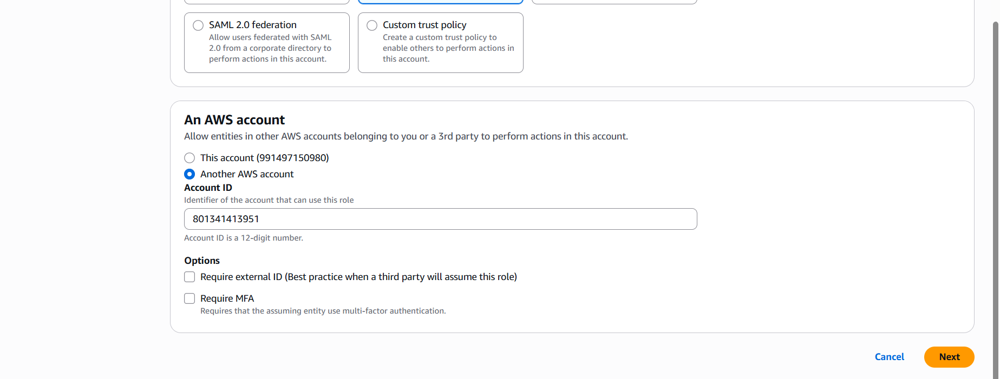 SAML 2.0 federation
Allow users federated with SAML
2.0 from a corporate directory to
perform actions in this account.
Custom trust policy
Create a custom trust policy to
enable others to perform actions in
this account.
An AWS account
Allow entities in other AWS accounts belonging to you or a 3rd party to perform actions in this account.
This account (991497150980)
Another AWS account
Account ID
Identifier of the account that can use this role
801341413951
Account ID is a 12-digit number.
Options
Require external ID (Best practice when a third party will assume this role)
Require MFA
Requires that the assuming entity use multi-factor authentication.
Cancel
Next